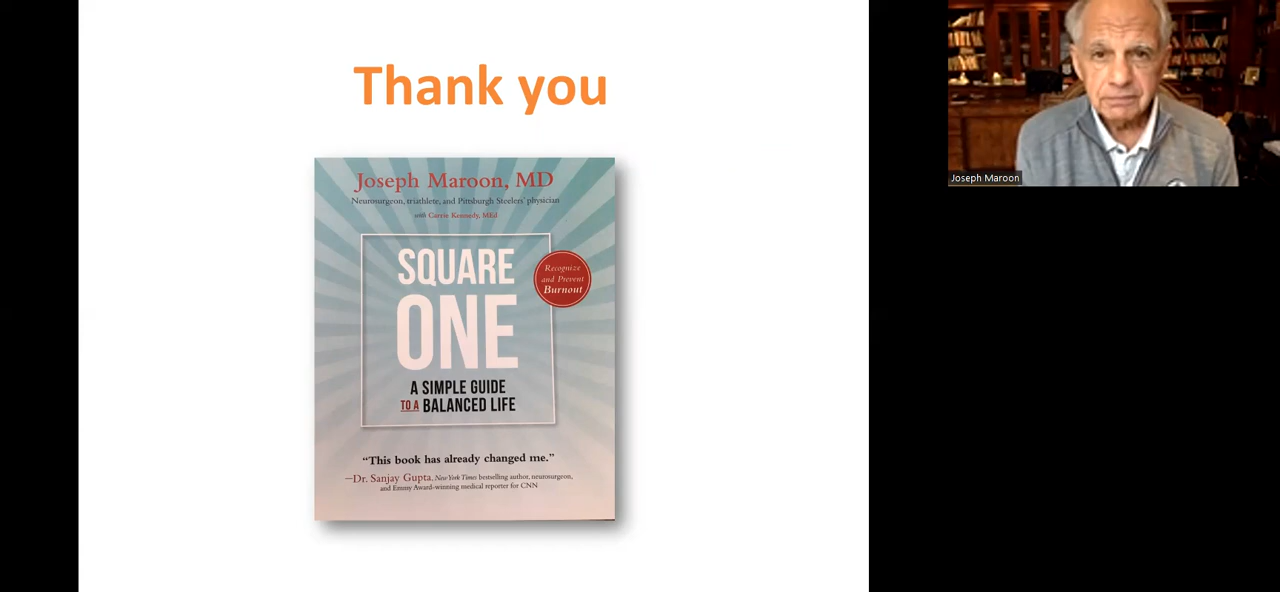 Thank you
Joseph Maroon, MD
Neurosurgeon, triathlete, and Pittsburgh Steelers' physician
with Carrie Kennedy, MEd
SQUARE
ONE
Recognize
and Prevent
Burnout
A SIMPLE GUIDE
TO A BALANCED LIFE
“This book has already changed me.”
—Dr. Sanjay Gupta, New York Times bestselling author, neurosurgeon,
and Emmy Award-winning medical reporter for CNN
Joseph Maroon